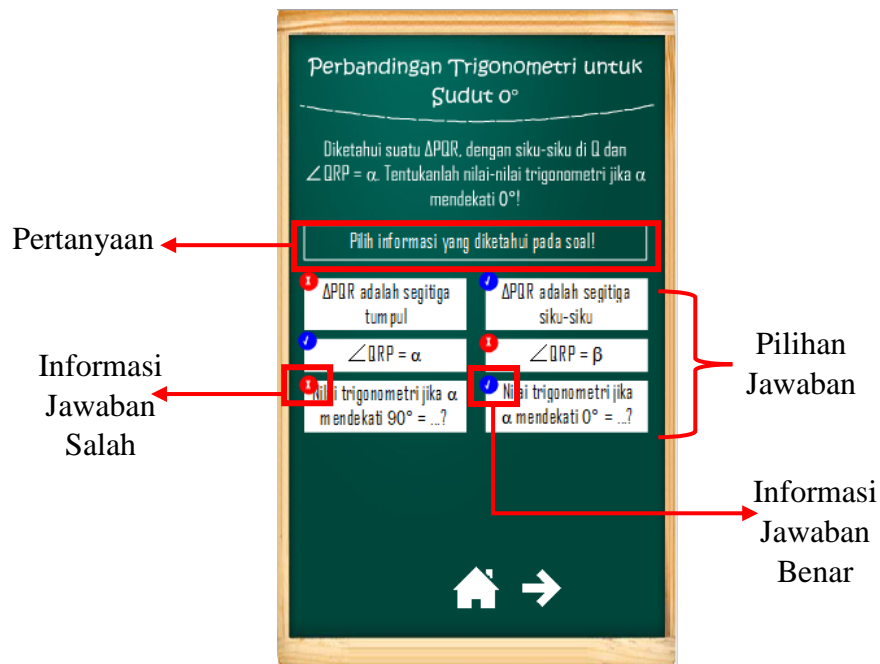 Perbandingan Trigonometri untuk
Sudut 0°
Diketahui suatu ΔPQR, dengan siku-siku di Q dan
∠QRP = α. Tentukanlah nilai-nilai trigonometri jika α
mendekati 0°!
Pertanyaan
Pilih informasi yang diketahui pada soal!
ΔPQR adalah segitiga
tumpul
ΔPQR adalah segitiga
siku-siku
∠QRP = α
∠QRP = β
Nilai trigonometri jika α
mendekati 90° = ...?
Nilai trigonometri jika
α mendekati 0° = ...?
Informasi
Jawaban
Salah
Pilihan
Jawaban
Informasi
Jawaban
Benar